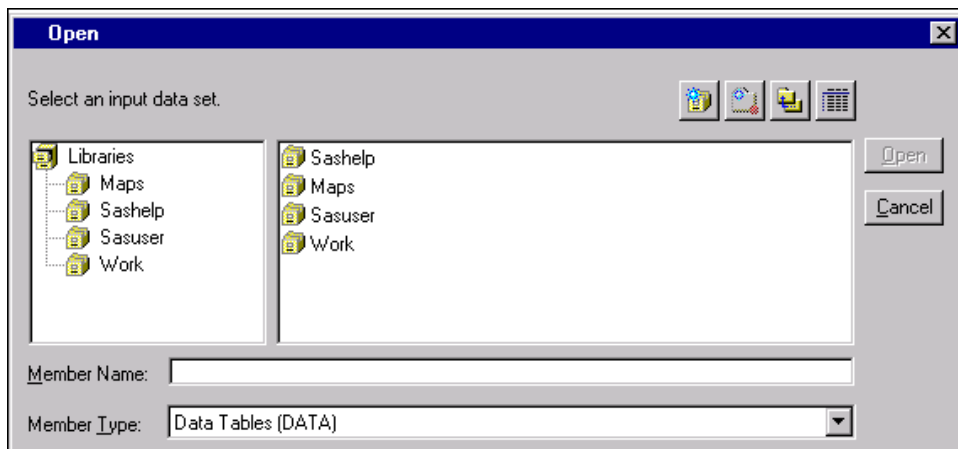 Open
Select an input data set.
Libraries
Maps
Sashelp
Sasuser
Work
Sashelp
Maps
Sasuser
Work
Open
Cancel
Member Name:
Member Type: Data Tables (DATA)